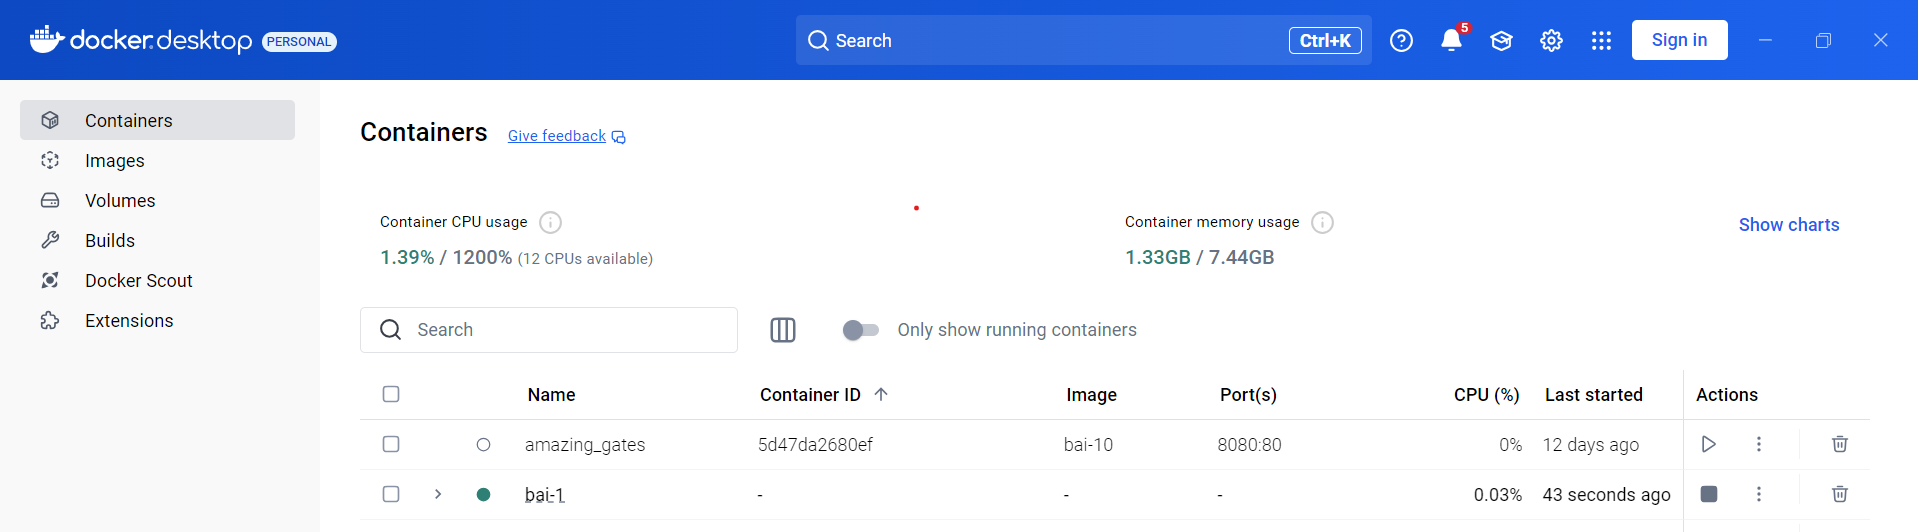 docker.desktop PERSONAL Search Ctrl+K 5 Sign in
Containers
Images
Volumes
Builds
Docker Scout
Extensions
Containers Give feedback
Container CPU usage
1.39% / 1200% (12 CPUs available)
Container memory usage
1.33GB / 7.44GB
Show charts
Search
Only show running containers
Name Container ID Image Port(s) CPU (%) Last started Actions
amazing_gates 5d47da2680ef bai-10 8080:80 0% 12 days ago
bai-1 - - - 0.03% 43 seconds ago